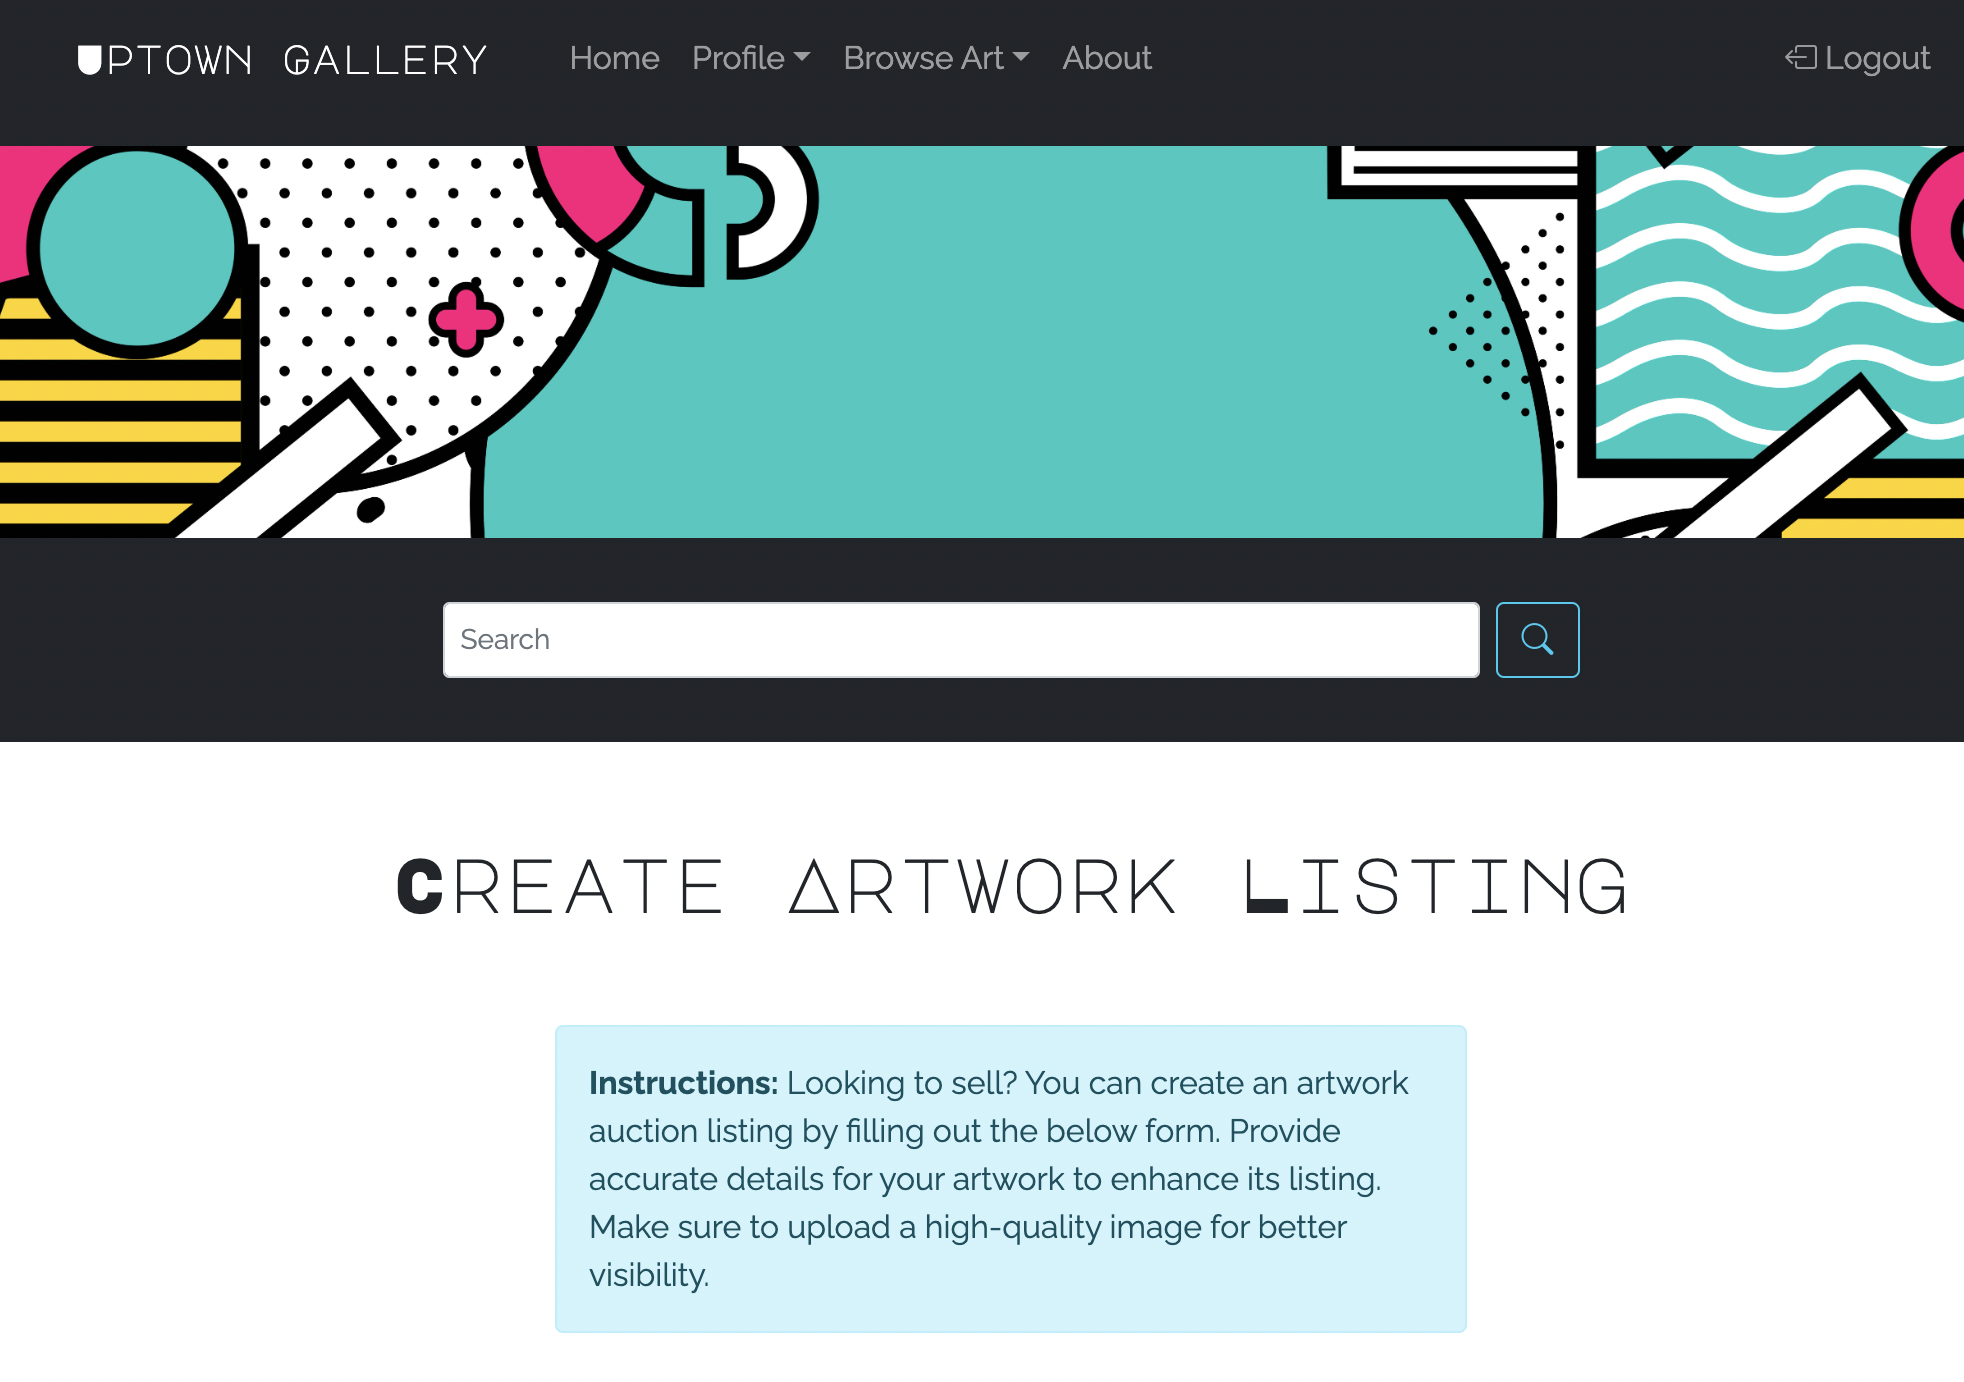 UPTOWN GALLERY
Home Profile Browse Art About Logout
Search
CREATE ARTWORK LISTING
Instructions: Looking to sell? You can create an artwork
auction listing by filling out the below form. Provide
accurate details for your artwork to enhance its listing.
Make sure to upload a high-quality image for better
visibility.